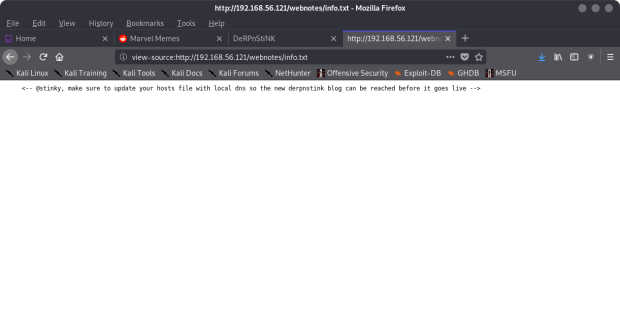 http://192.168.56.121/webnotes/info.txt - Mozilla Firefox
File Edit View History Bookmarks Tools Help
Home Marvel Memes DeRPnStiNK http://192.168.56.121/webn
view-source:http://192.168.56.121/webnotes/info.txt
Kali Linux Kali Training Kali Tools Kali Docs Kali Forums NetHunter Offensive Security Exploit-DB GHDB MSFU
<-- @stinky, make sure to update your hosts file with local dns so the new derpnstink blog can be reached before it goes live -->